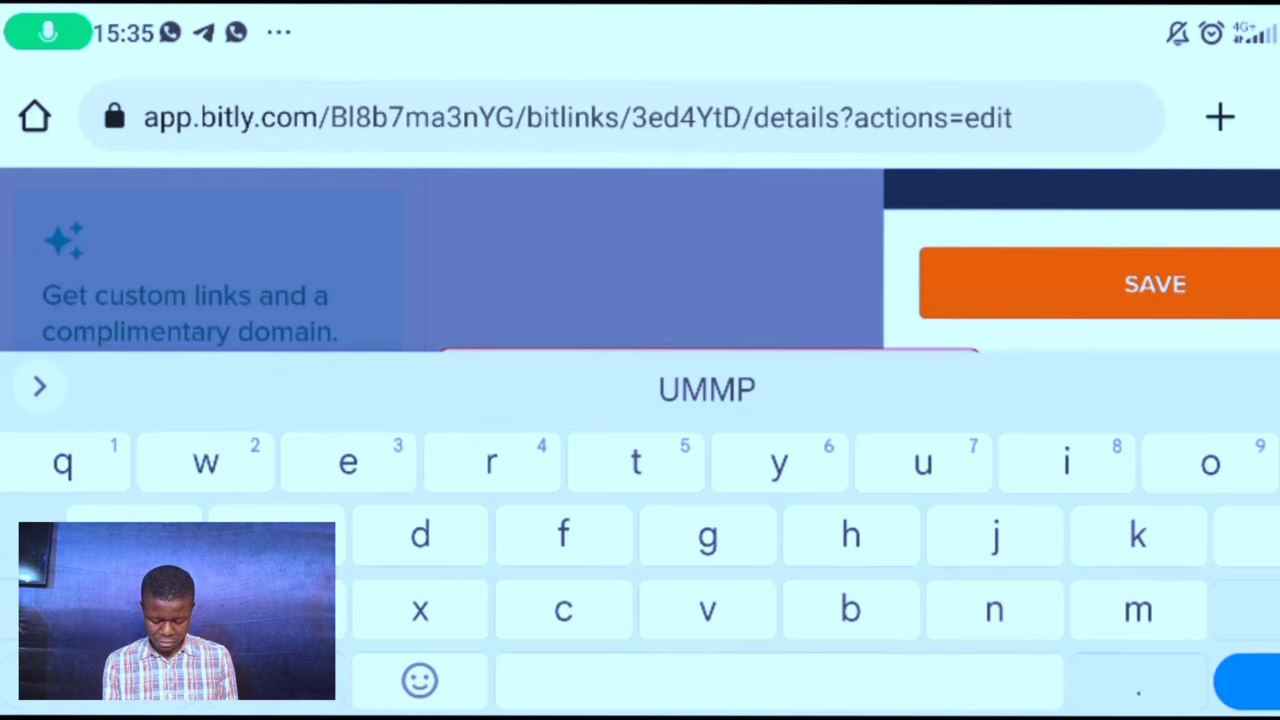 15:35 ... 4G+
app.bitly.com/Bl8b7ma3nYG/bitlinks/3ed4YtD/details?actions=edit +
Get custom links and a
complimentary domain.
SAVE
> UMMP
q 1 w 2 e 3 r 4 t 5 y 6 u 7 i 8 o 9
d f g h j k
x c v b n m
.